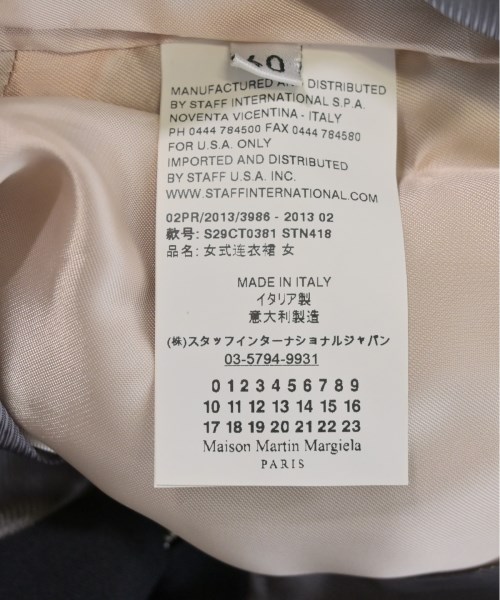 40
MANUFACTURED AND DISTRIBUTED
BY STAFF INTERNATIONAL S.P.A.
NOVENTA VICENTINA - ITALY
PH 0444 784500 FAX 0444 784580
FOR U.S.A. ONLY
IMPORTED AND DISTRIBUTED
BY STAFF U.S.A. INC.
WWW.STAFFINTERNATIONAL.COM
02PR/2013/3986 - 2013 02
款号: S29CT0381 STN418
品名: 女式连衣裙 女
MADE IN ITALY
イタリア製
意大利製造
(株)スタッフインターナショナルジャパン
03-5794-9931
0 1 2 3 4 5 6 7 8 9
10 11 12 13 14 15 16
17 18 19 20 21 22 23
Maison Martin Margiela
PARIS